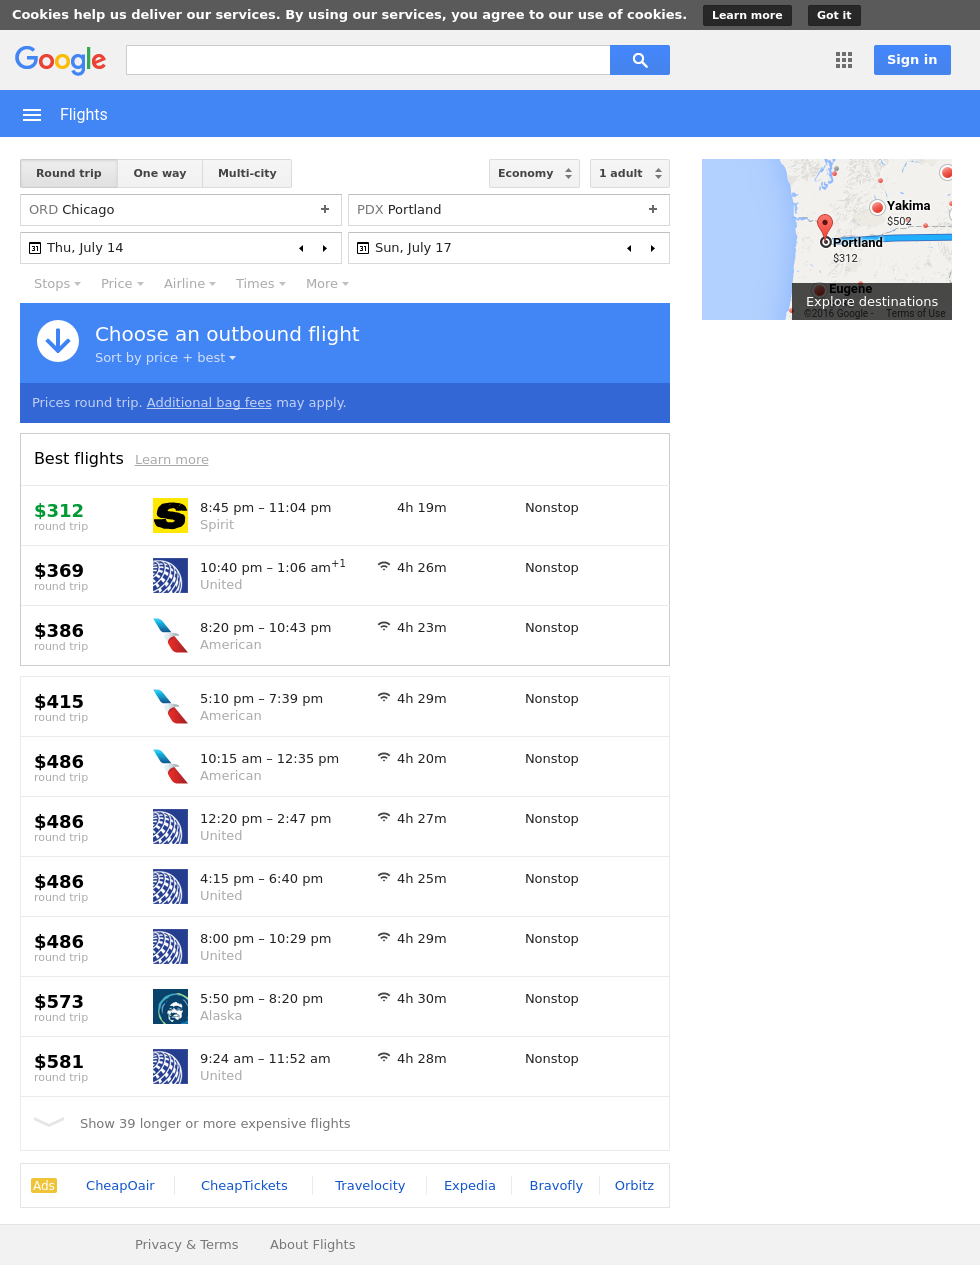 Cookies help us deliver our services. By using our services, you agree to our use of cookies. Learn more Got it
Google Sign in
Flights
Round trip One way Multi-city Economy 1 adult
ORD Chicago + PDX Portland +
31 Thu, July 14 31 Sun, July 17
Stops Price Airline Times More
Choose an outbound flight
Sort by price + best
Prices round trip. Additional bag fees may apply.
Yakima
$502
Portland
$312
Eugene
Explore destinations
©2016 Google - Terms of Use
Best flights Learn more
$312 8:45 pm – 11:04 pm 4h 19m Nonstop
round trip Spirit
$369 10:40 pm – 1:06 am+1 4h 26m Nonstop
round trip United
$386 8:20 pm – 10:43 pm 4h 23m Nonstop
round trip American
$415 5:10 pm – 7:39 pm 4h 29m Nonstop
round trip American
$486 10:15 am – 12:35 pm 4h 20m Nonstop
round trip American
$486 12:20 pm – 2:47 pm 4h 27m Nonstop
round trip United
$486 4:15 pm – 6:40 pm 4h 25m Nonstop
round trip United
$486 8:00 pm – 10:29 pm 4h 29m Nonstop
round trip United
$573 5:50 pm – 8:20 pm 4h 30m Nonstop
round trip Alaska
$581 9:24 am – 11:52 am 4h 28m Nonstop
round trip United
Show 39 longer or more expensive flights
Ads CheapOair CheapTickets Travelocity Expedia Bravofly Orbitz
Privacy & Terms About Flights